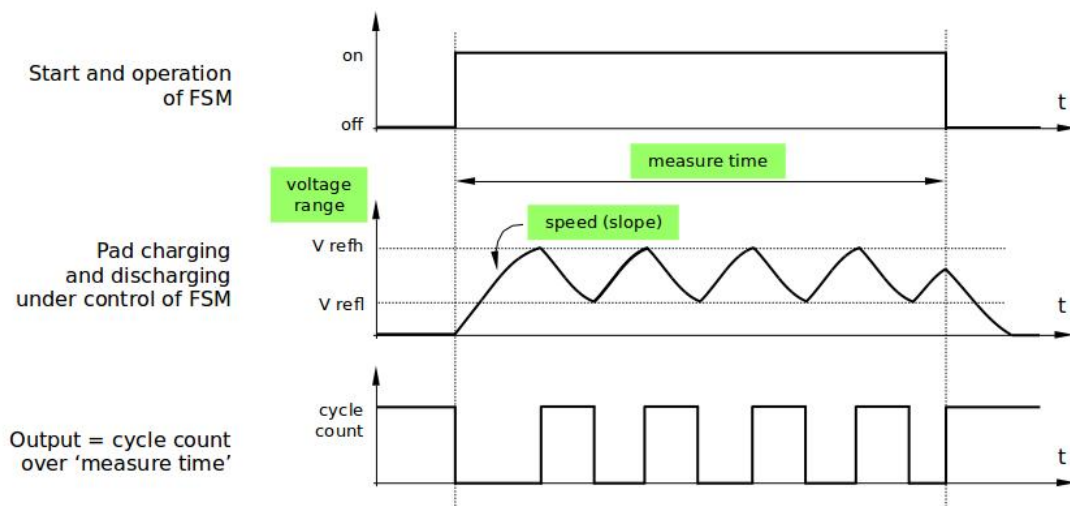 on
Start and operation
of FSM
off
t
measure time
voltage
range
speed (slope)
V refh
Pad charging
and discharging
under control of FSM
V refl
t
cycle
count
Output = cycle count
over ‘measure time’
t